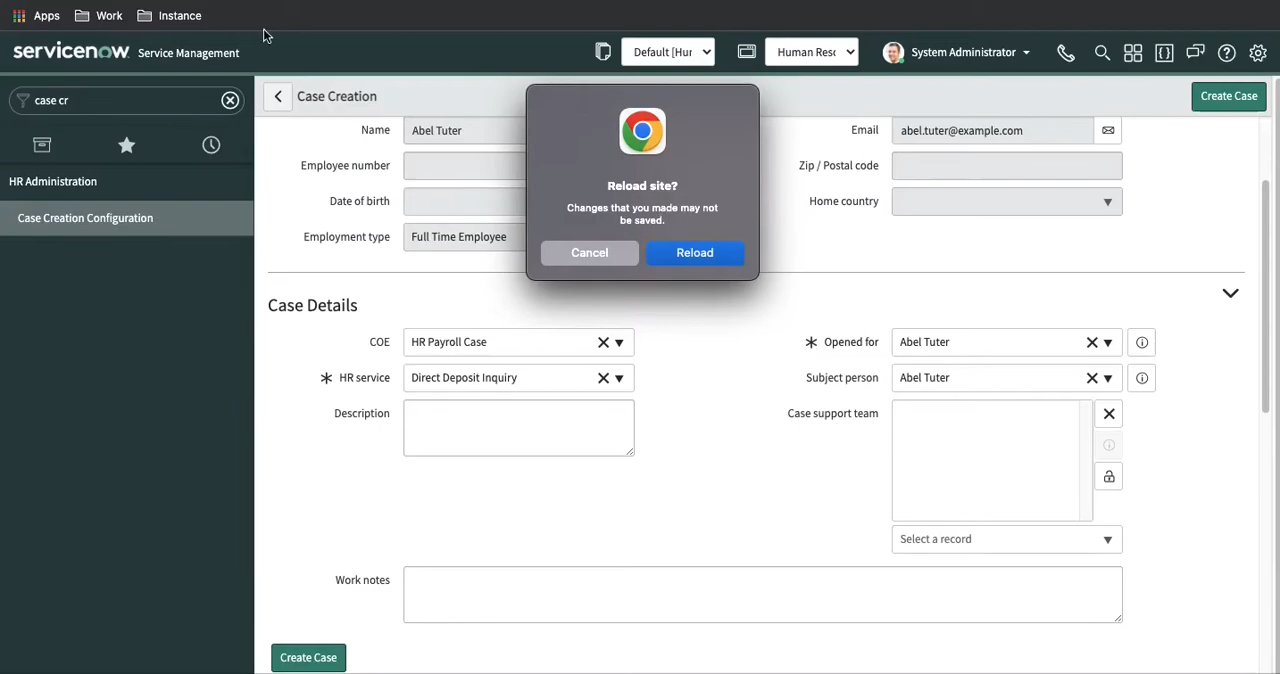 Apps Work Instance
servicenow Service Management Default [Hur Human Resc System Administrator
case cr
Case Creation Create Case
HR Administration
Case Creation Configuration
Name Abel Tuter Email abel.tuter@example.com
Employee number Zip / Postal code
Date of birth Home country
Employment type Full Time Employee
Reload site?
Changes that you made may not
be saved.
Cancel Reload
Case Details
COE HR Payroll Case Opened for Abel Tuter
HR service Direct Deposit Inquiry Subject person Abel Tuter
Description Case support team
Select a record
Work notes
Create Case